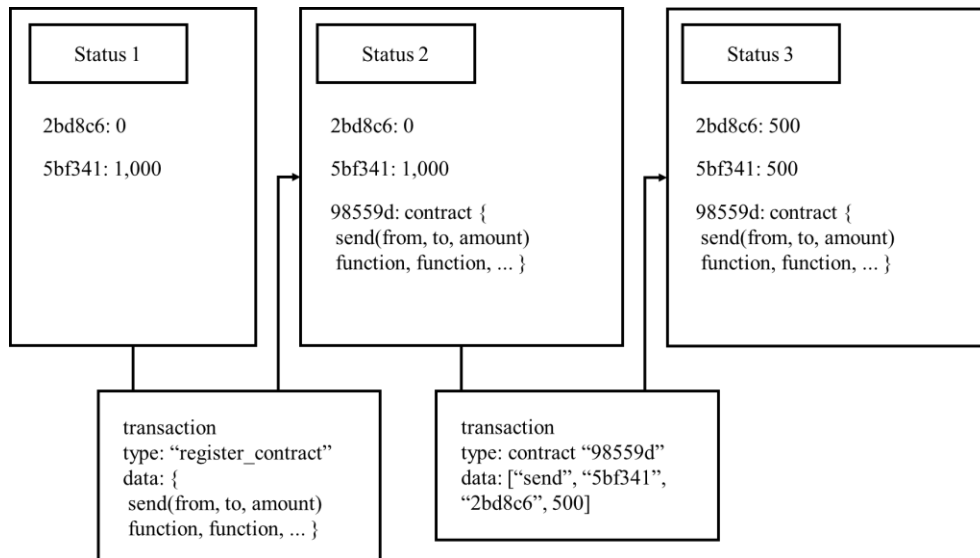 Status 1
2bd8c6: 0
5bf341: 1,000
Status 2
2bd8c6: 0
5bf341: 1,000
98559d: contract {
send(from, to, amount)
function, function, ... }
Status 3
2bd8c6: 500
5bf341: 500
98559d: contract {
send(from, to, amount)
function, function, ... }
transaction
type: “register_contract”
data: {
send(from, to, amount)
function, function, ... }
transaction
type: contract “98559d”
data: [“send”, “5bf341”,
“2bd8c6”, 500]